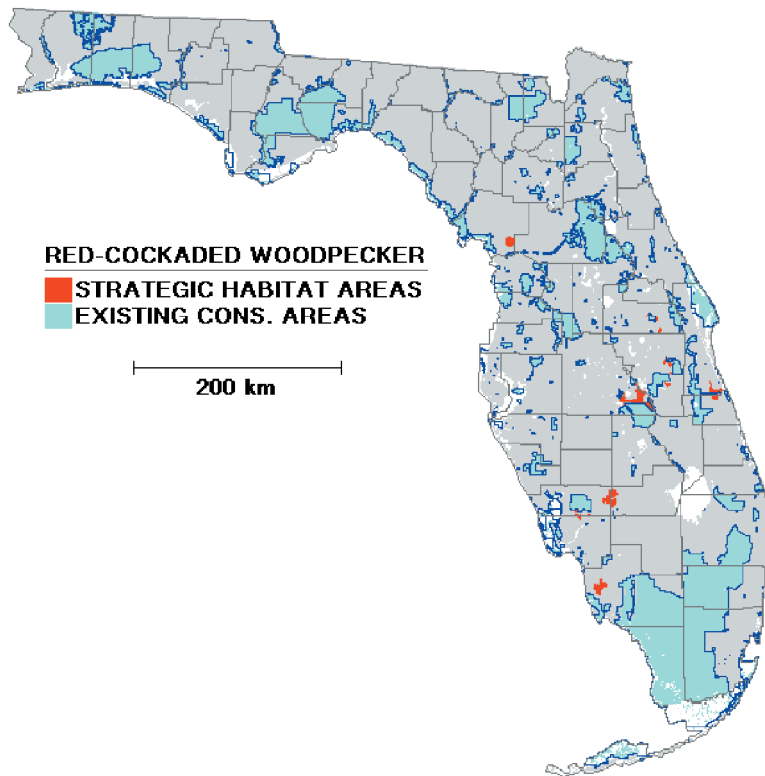 RED-COCKADED WOODPECKER
STRATEGIC HABITAT AREAS
EXISTING CONS. AREAS
200 km